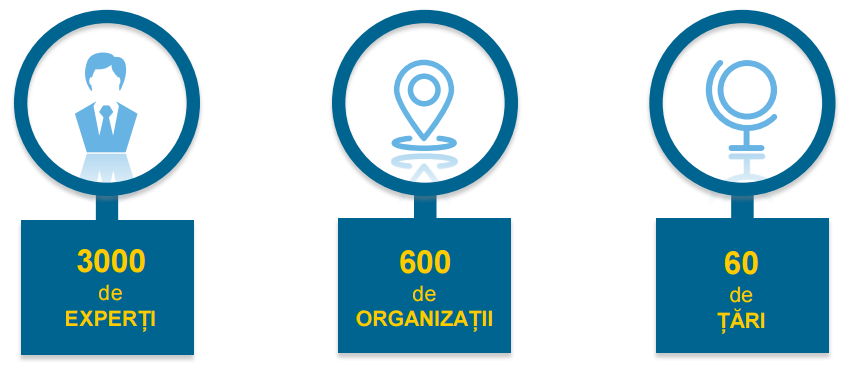 3000
de
EXPERȚI
600
de
ORGANIZAȚII
60
de
ȚĂRI